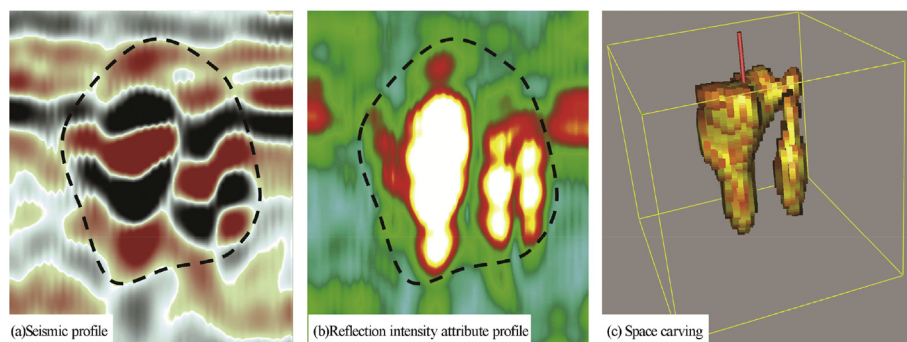 (a)Seismic profile
(b)Reflection intensity attribute profile
(c) Space carving